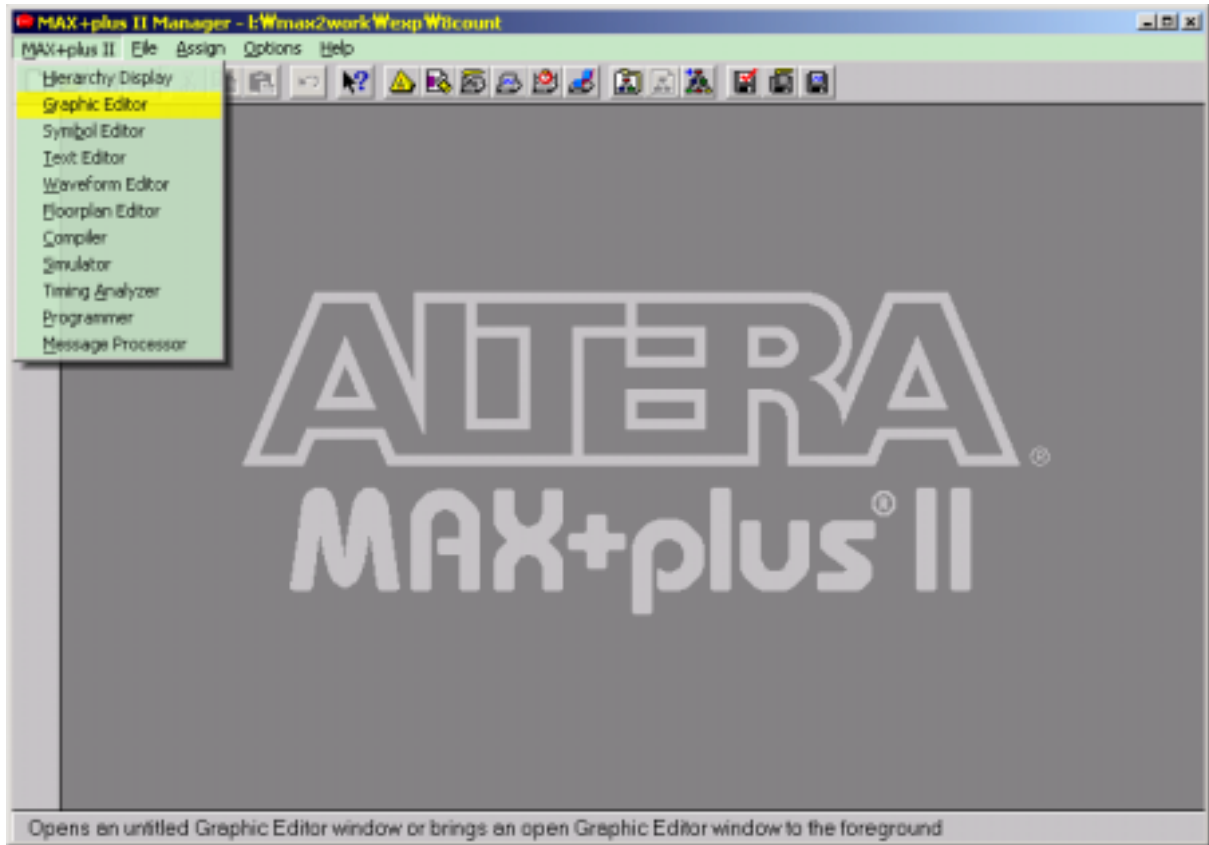 MAX+plus II Manager - I:₩max2work₩exp₩8count
MAX+plus II File Assign Options Help
Hierarchy Display
Graphic Editor
Symbol Editor
Text Editor
Waveform Editor
Floorplan Editor
Compiler
Simulator
Timing Analyzer
Programmer
Message Processor
ALTERA®
MAX+plus® II
Opens an untitled Graphic Editor window or brings an open Graphic Editor window to the foreground